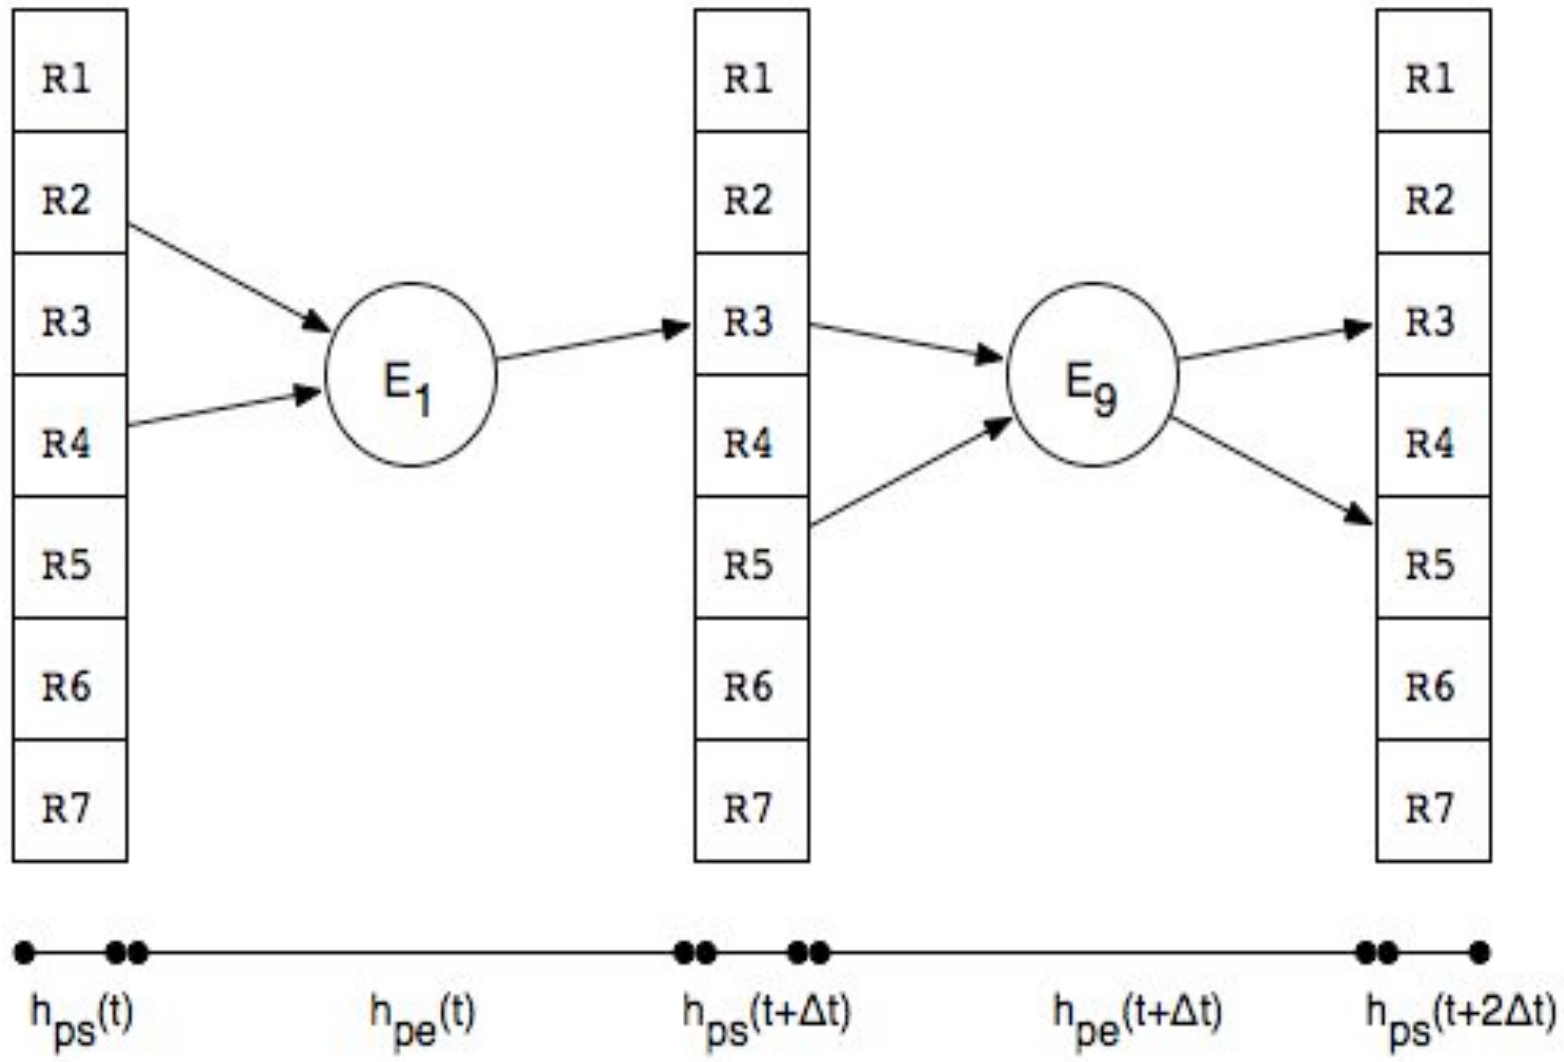 R1 R1 R1
R2 R2 R2
R3 R3 R3
E1 E9
R4 R4 R4
R5 R5 R5
R6 R6 R6
R7 R7 R7
hps(t) hpe(t) hps(t+Δt) hpe(t+Δt) hps(t+2Δt)